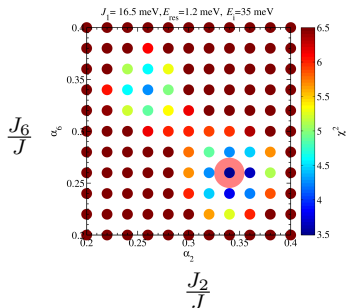 J₁= 16.5 meV,E_res=1.2 meV, E_i=35 meV
0.4
0.35
0.3
0.25
0.2
α₆
J₆
J
0.2 0.25 0.3 0.35 0.4
α₂
J₂
J
6.5
6
5.5
5
4.5
4
3.5
χ²